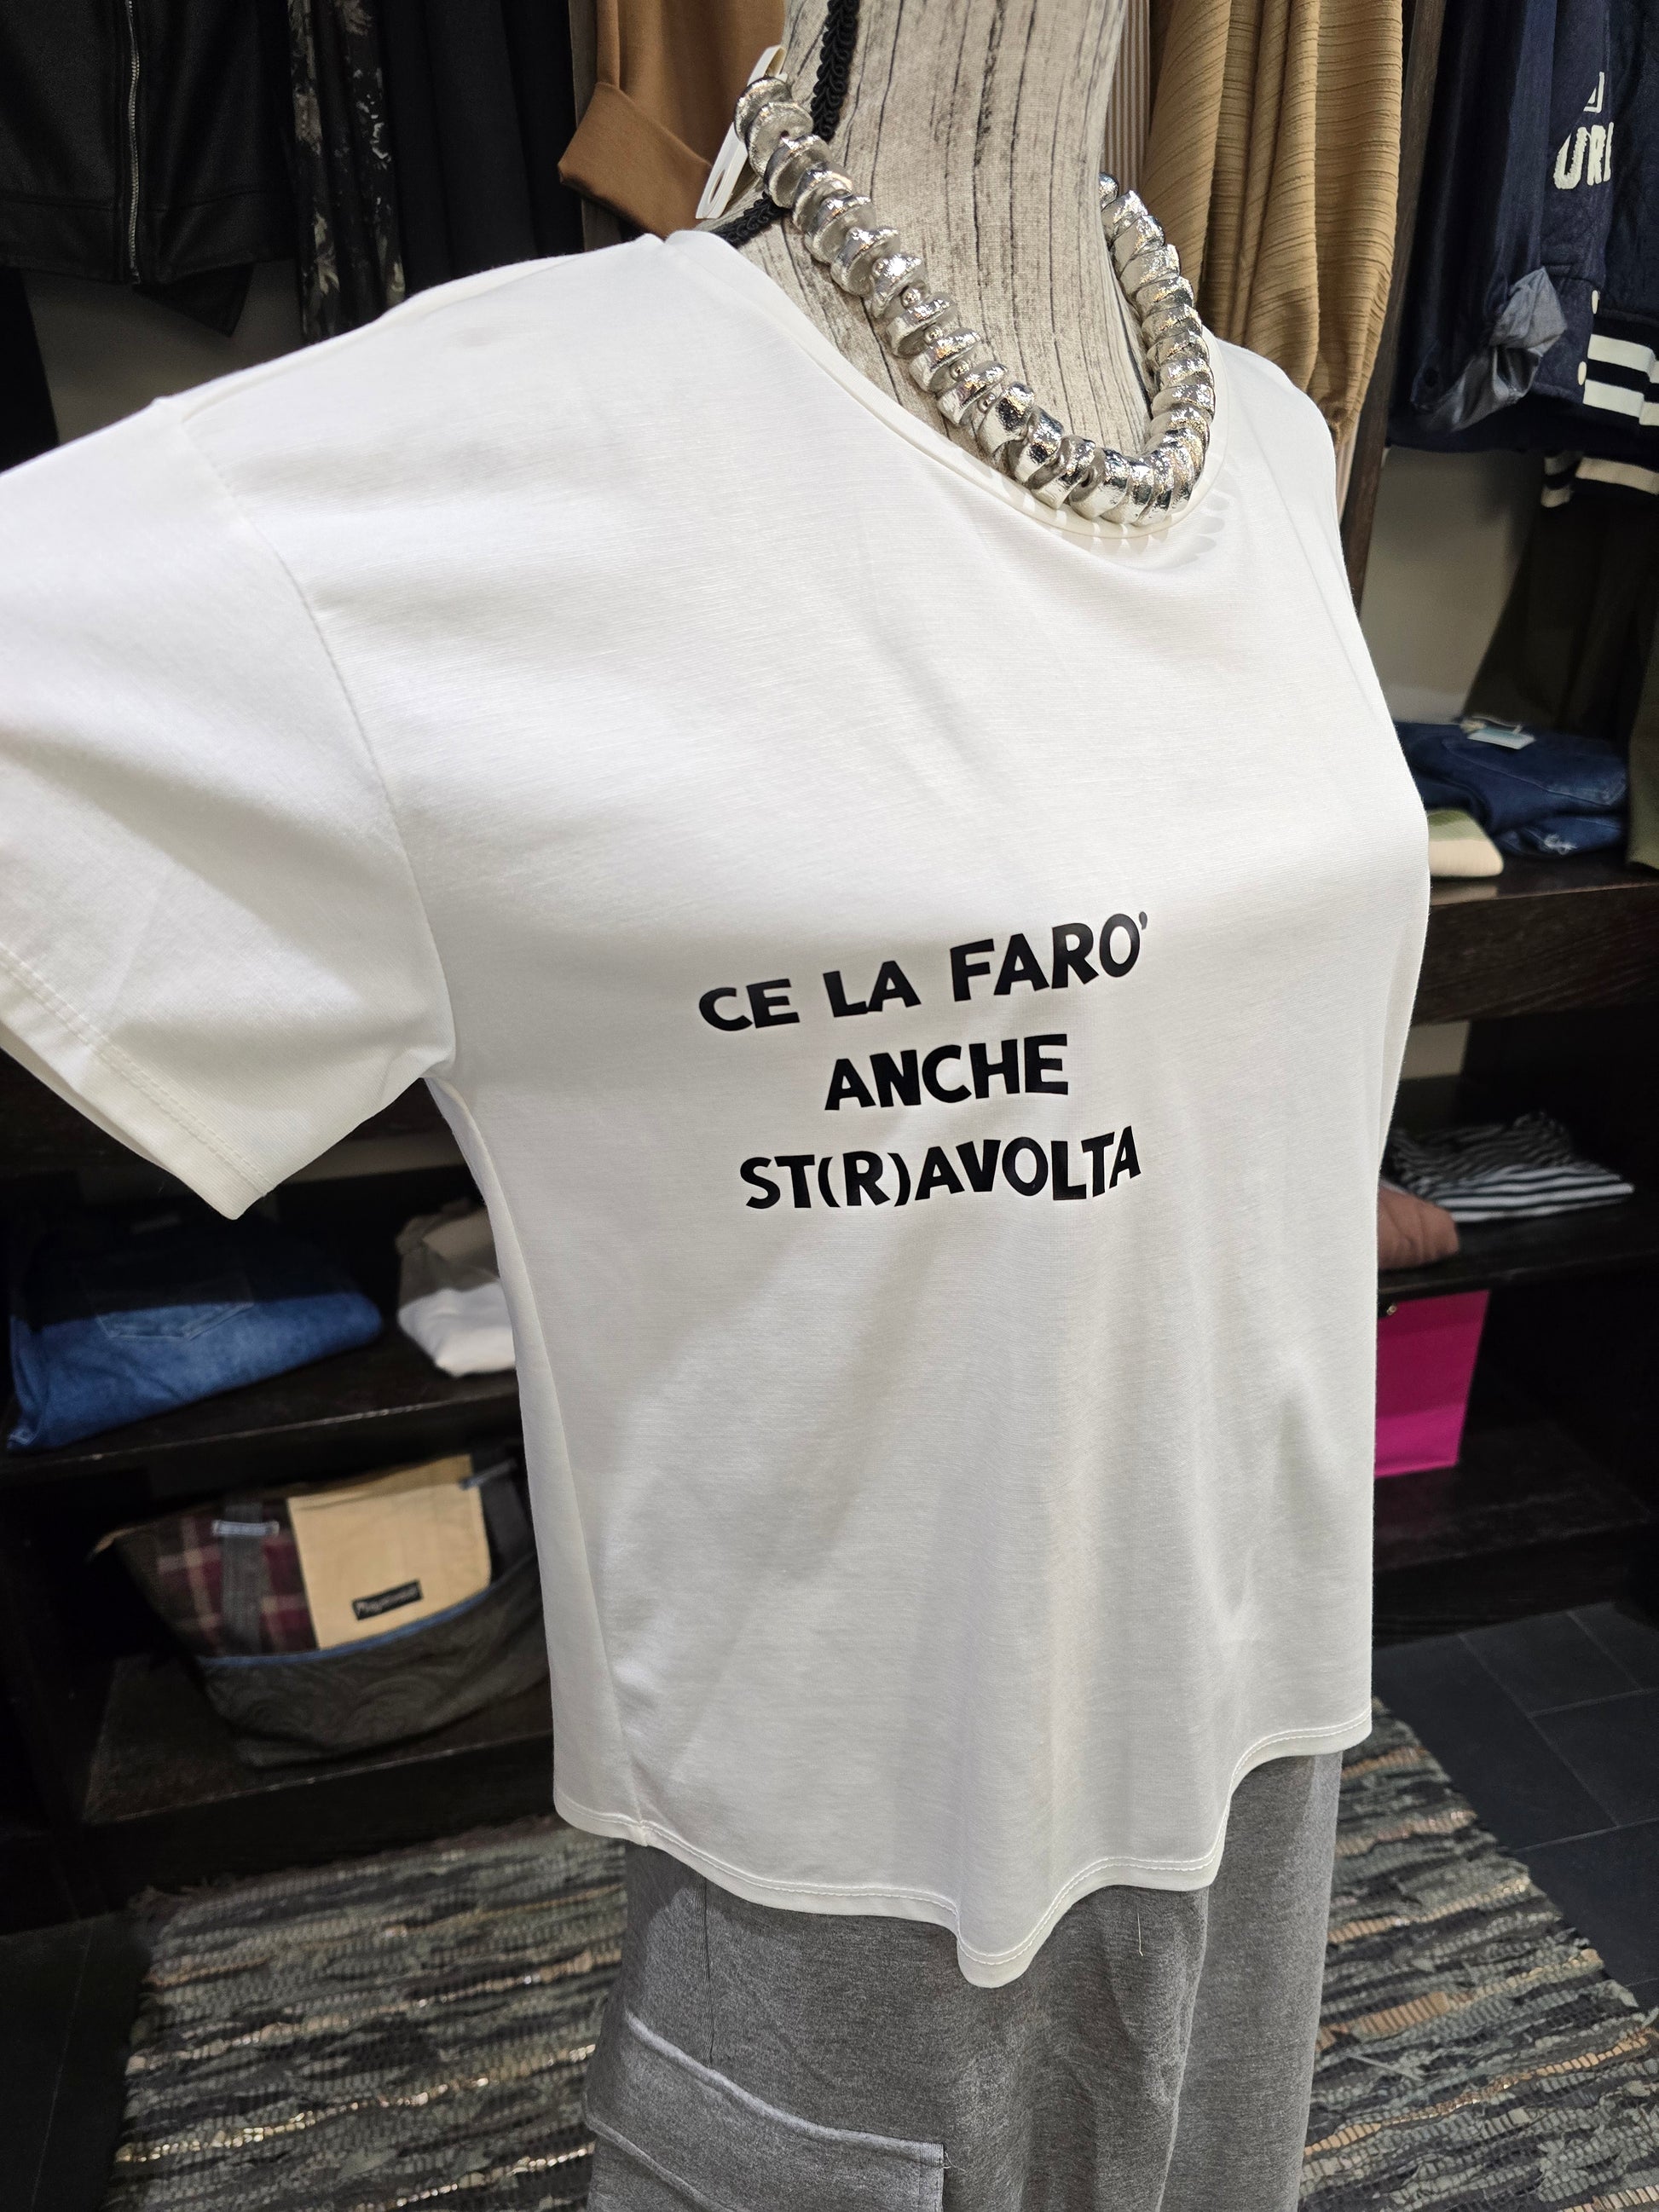 CE LA FARO'
ANCHE
ST(R)AVOLTA